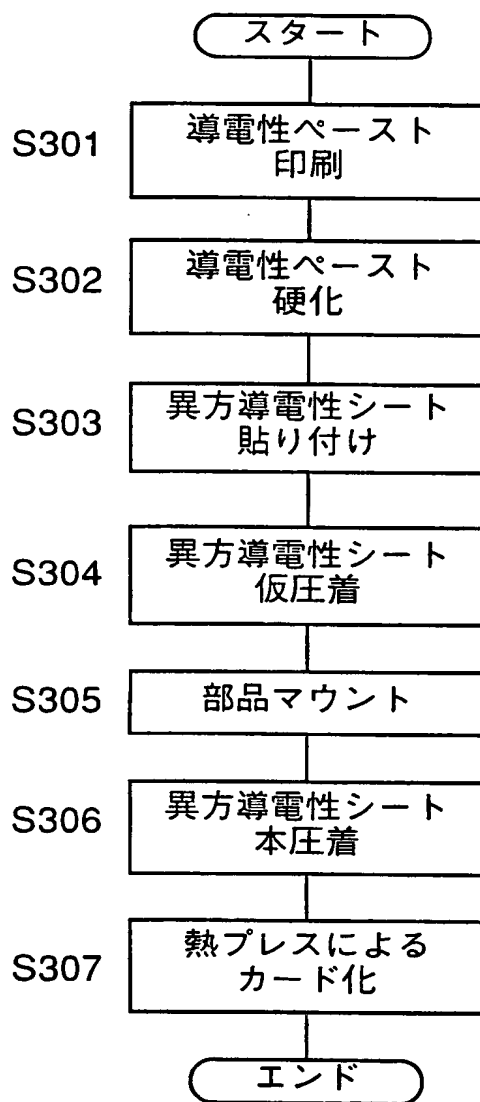 スタート
S301
導電性ペースト
印刷
S302
導電性ペースト
硬化
S303
異方導電性シート
貼り付け
S304
異方導電性シート
仮圧着
S305
部品マウント
S306
異方導電性シート
本圧着
S307
熱プレスによる
カード化
エンド